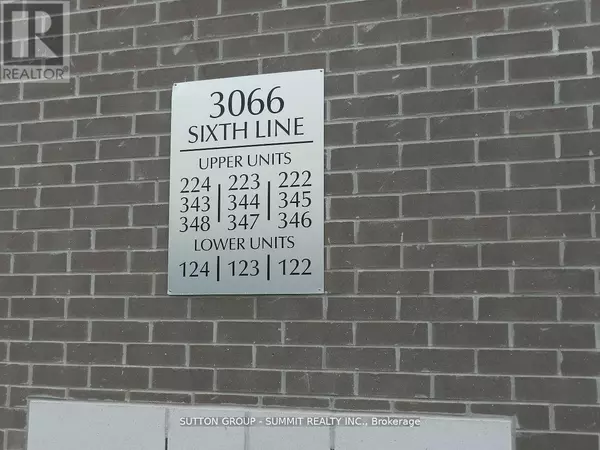 R
REALTOR
3066
SIXTH LINE
UPPER UNITS
224 | 223 | 222
343 | 344 | 345
348 | 347 | 346
LOWER UNITS
124 | 123 | 122
SUTTON GROUP - SUMMIT REALTY INC., Brokerage